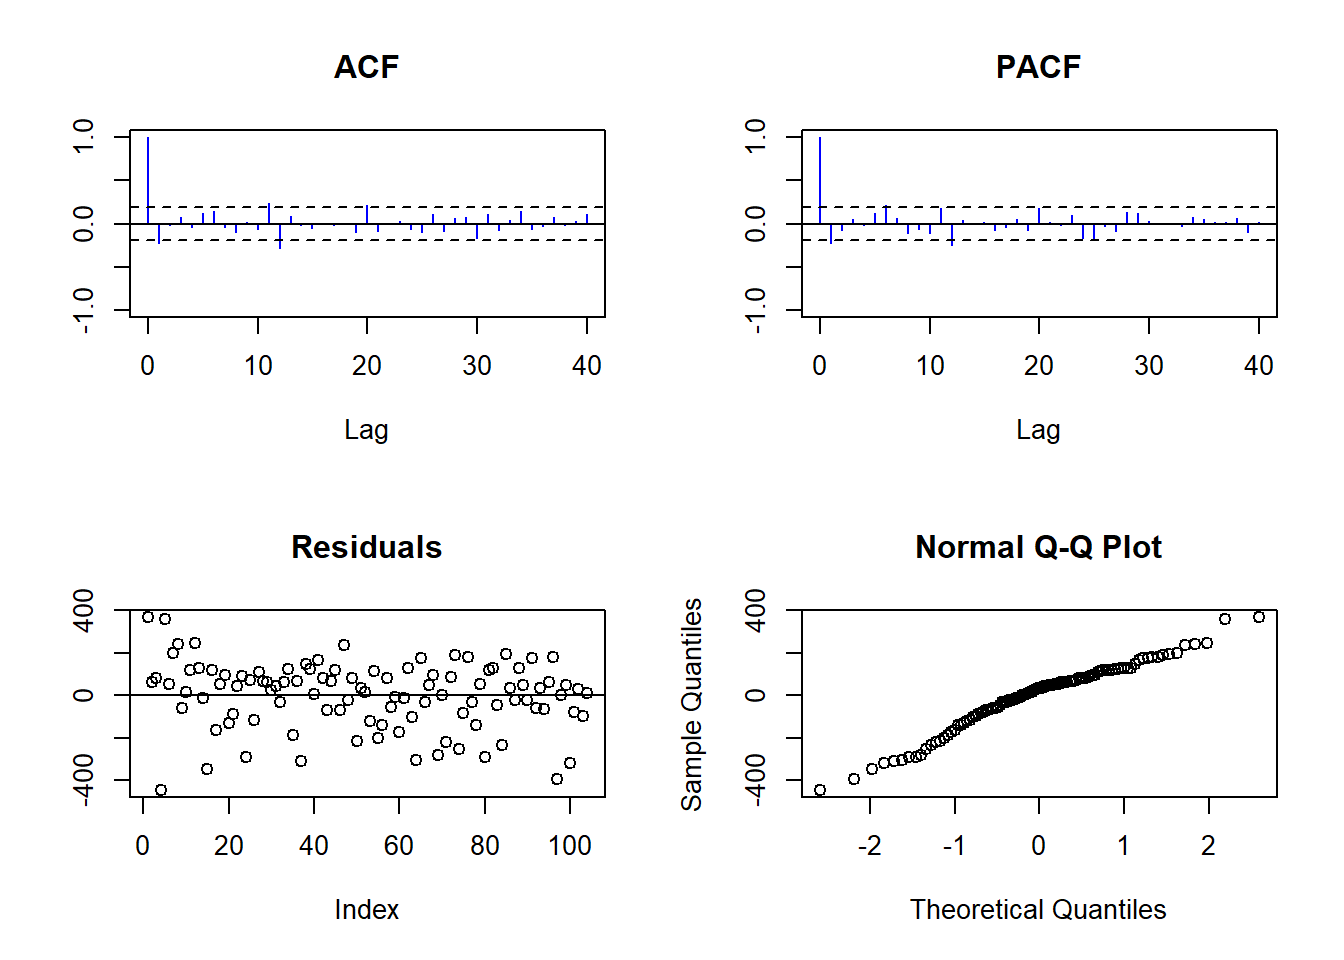 ACF
1.0
0.0
-1.0
0 10 20 30 40
Lag
PACF
1.0
0.0
-1.0
0 10 20 30 40
Lag
Residuals
400
0
-400
0 20 40 60 80 100
Index
Normal Q-Q Plot
Sample Quantiles
400
0
-400
-2 -1 0 1 2
Theoretical Quantiles